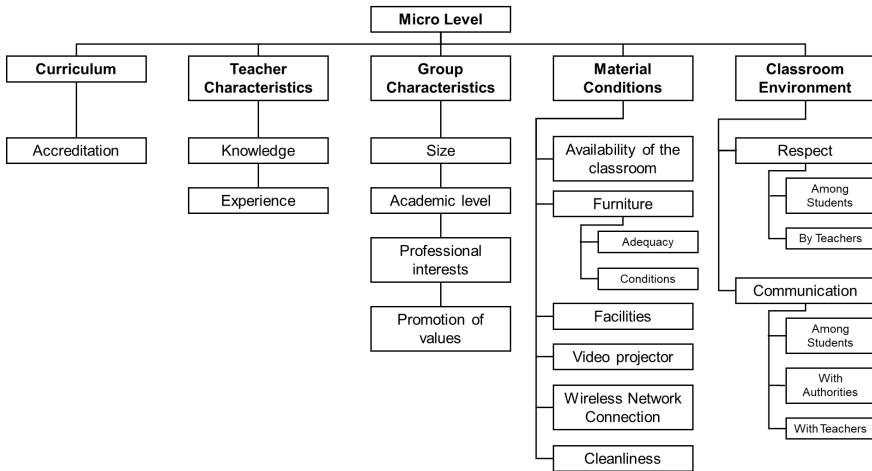 Micro Level
Curriculum
Teacher
Characteristics
Group
Characteristics
Material
Conditions
Classroom
Environment
Accreditation
Knowledge
Experience
Size
Academic level
Professional
interests
Promotion of
values
Availability of the
classroom
Furniture
Adequacy
Conditions
Facilities
Video projector
Wireless Network
Connection
Cleanliness
Respect
Among
Students
By Teachers
Communication
Among
Students
With
Authorities
With Teachers